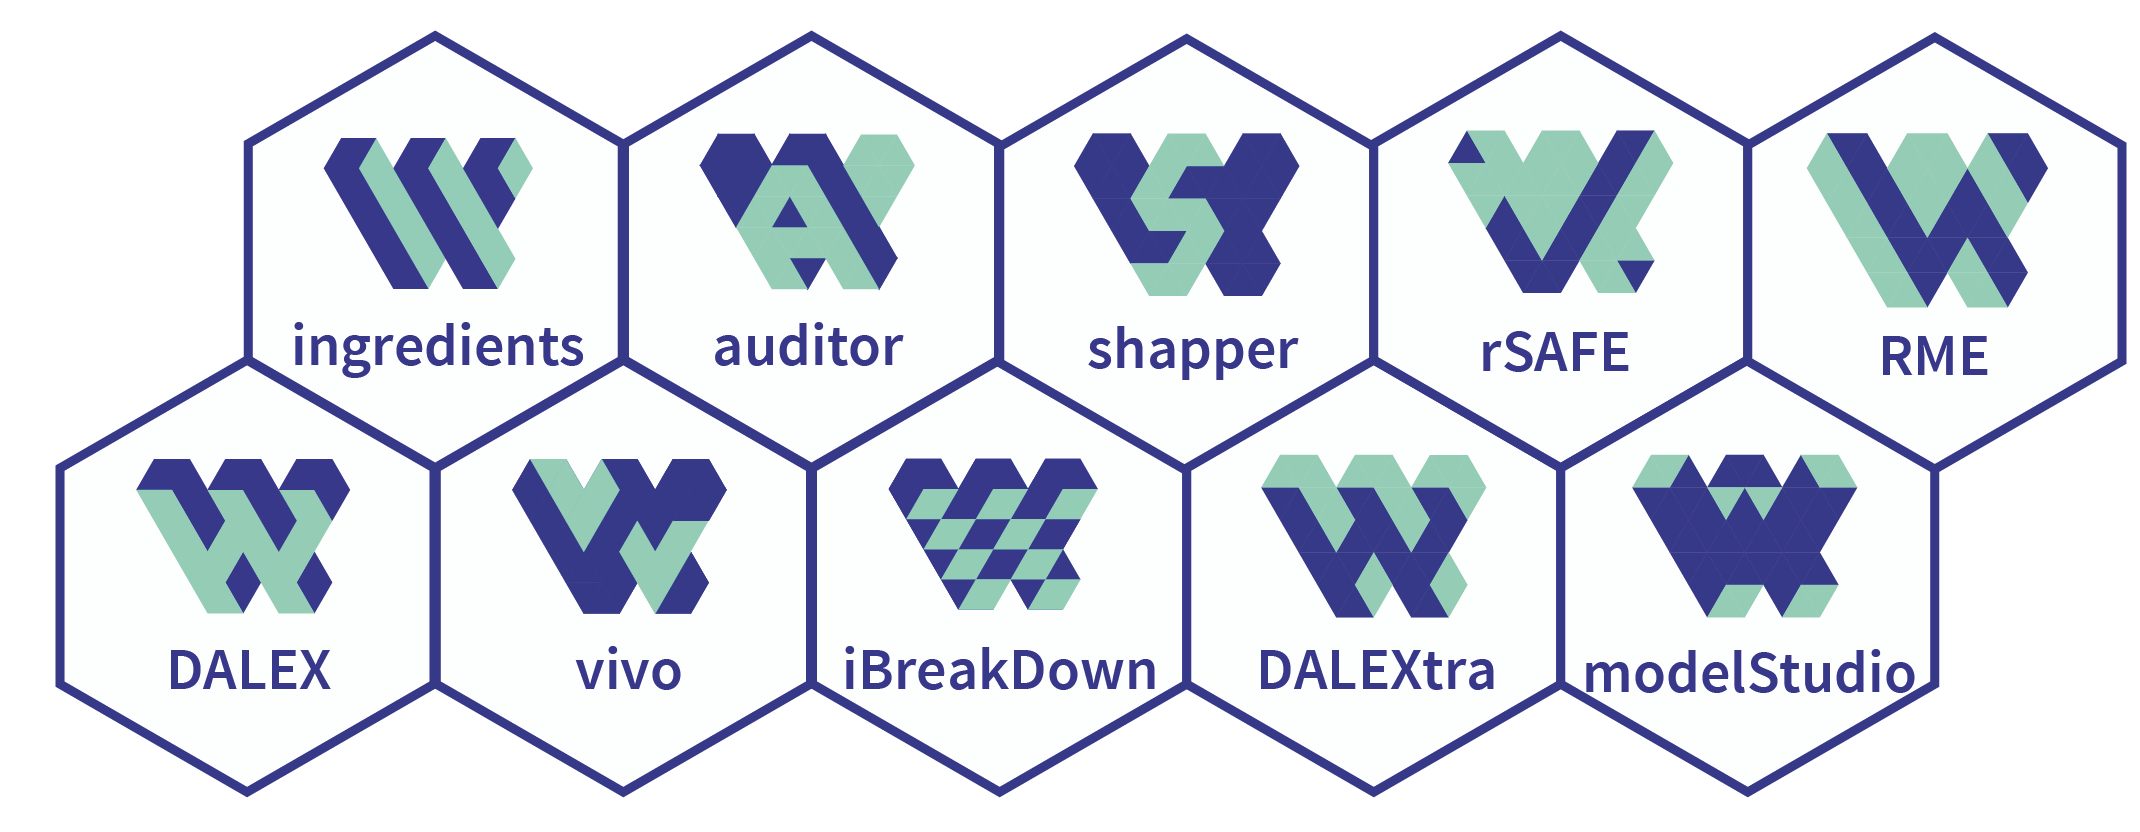 ingredients
auditor
shapper
rSAFE
RME
DALEX
vivo
iBreakDown
DALEXtra
modelStudio